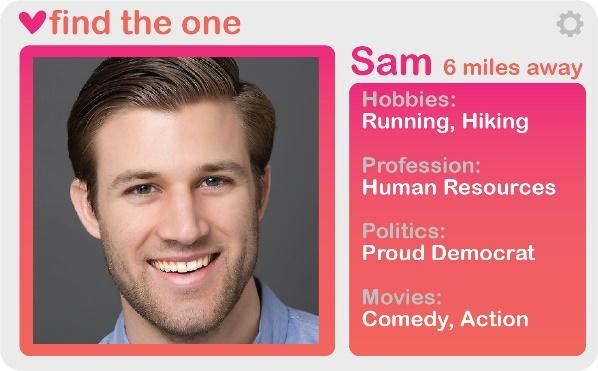 find the one
Sam 6 miles away
Hobbies:
Running, Hiking
Profession:
Human Resources
Politics:
Proud Democrat
Movies:
Comedy, Action